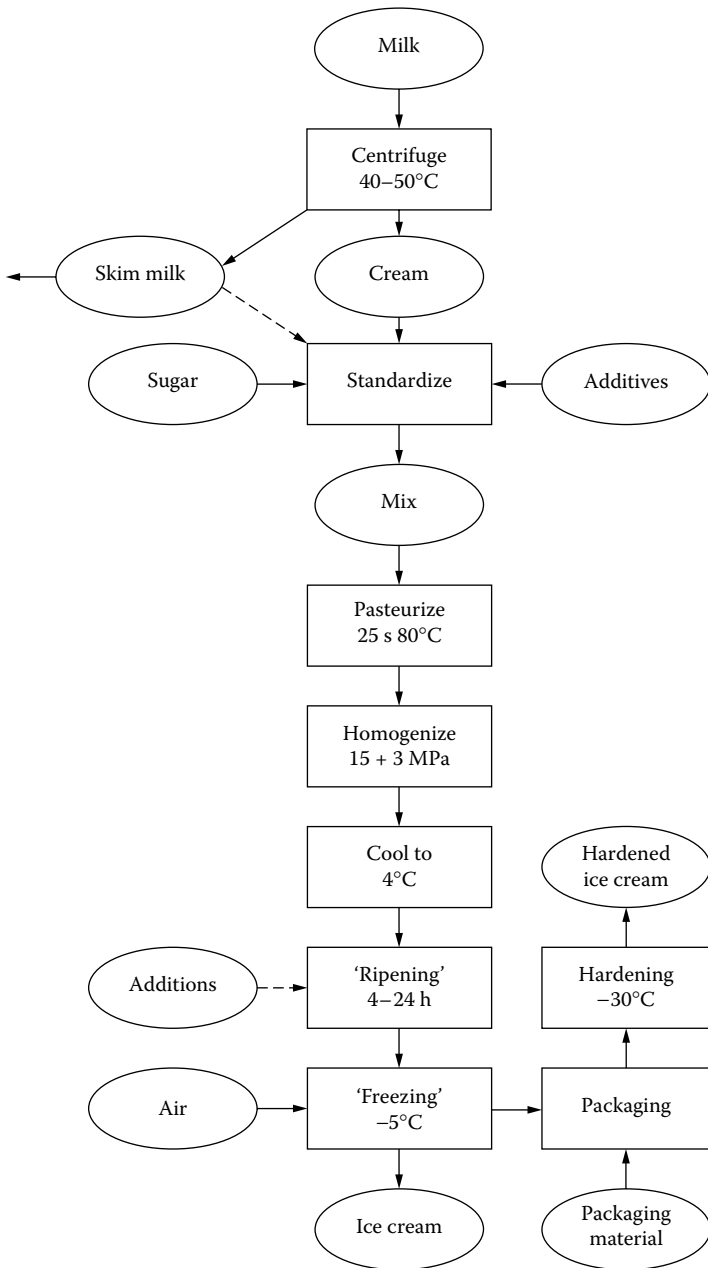 Milk
Centrifuge
40–50°C
Skim milk
Cream
Sugar
Standardize
Additives
Mix
Pasteurize
25 s 80°C
Homogenize
15 + 3 MPa
Cool to
4°C
Hardened
ice cream
Additions
‘Ripening’
4–24 h
Hardening
–30°C
Air
‘Freezing’
–5°C
Packaging
Ice cream
Packaging
material